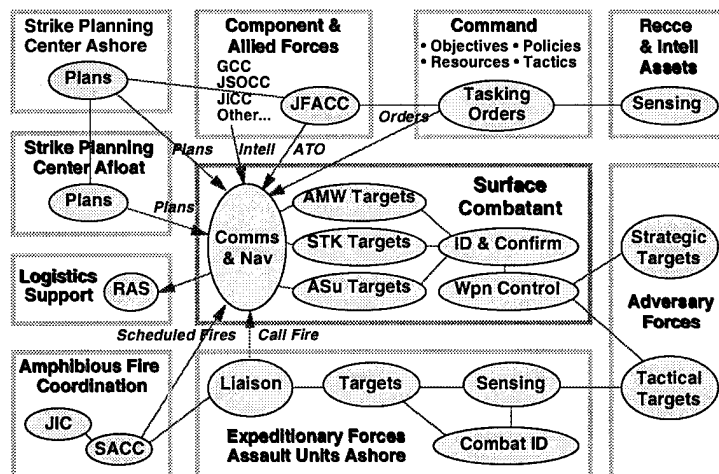 Strike Planning
Center Ashore
Plans
Component &
Allied Forces
GCC
JSOCC
JICC
Other...
JFACC
Command
• Objectives • Policies
• Resources • Tactics
Tasking
Orders
Recce
& Intell
Assets
Sensing
Orders
Plans
Intell
ATO
Strike Planning
Center Afloat
Plans
Plans
Surface
Combatant
Comms
& Nav
AMW Targets
STK Targets
ASu Targets
ID & Confirm
Wpn Control
Strategic
Targets
Adversary
Forces
Tactical
Targets
Logistics
Support
RAS
Scheduled Fires
Call Fire
Amphibious Fire
Coordination
JIC
SACC
Liaison
Targets
Sensing
Combat ID
Expeditionary Forces
Assault Units Ashore